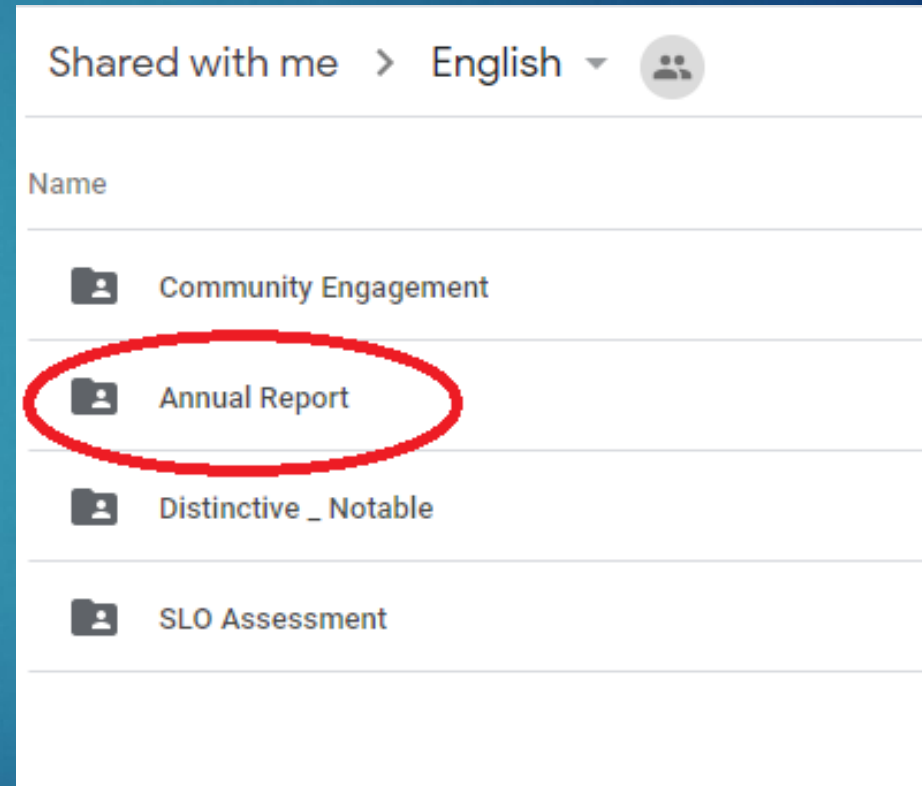 Shared with me > English
Name
Community Engagement
Annual Report
Distinctive _ Notable
SLO Assessment